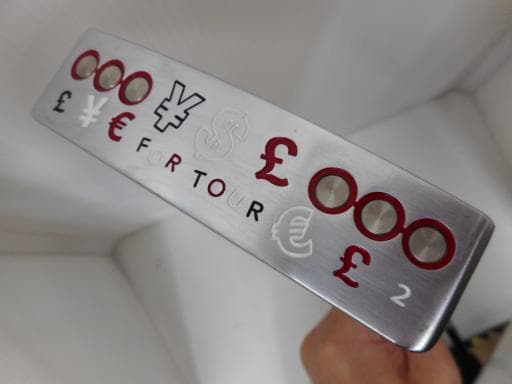 ¥ $ £
£ ¥ € FOR TOUR € £ 2